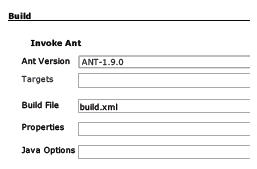 Build
Invoke Ant
Ant Version ANT-1.9.0
Targets
Build File build.xml
Properties
Java Options